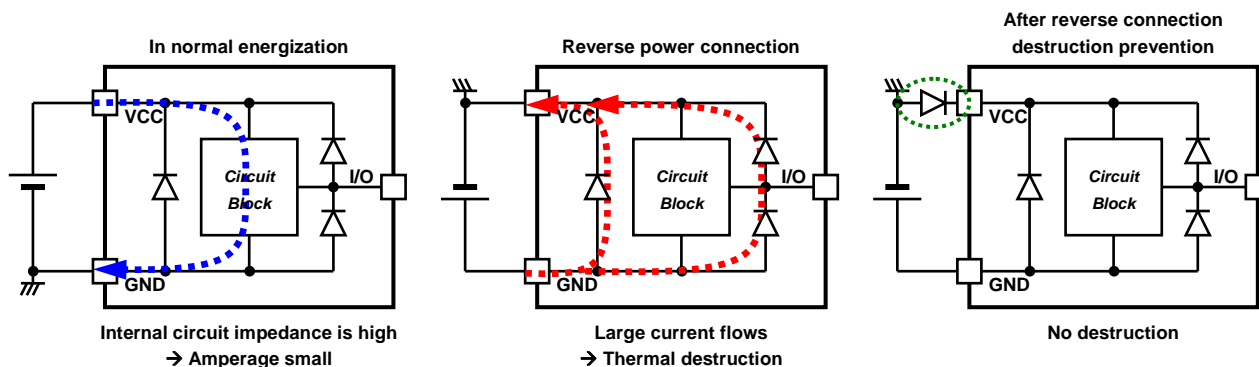 In normal energization
VCC
Circuit
Block
I/O
GND
Internal circuit impedance is high
→ Amperage small
Reverse power connection
VCC
Circuit
Block
I/O
GND
Large current flows
→ Thermal destruction
After reverse connection
destruction prevention
VCC
Circuit
Block
I/O
GND
No destruction